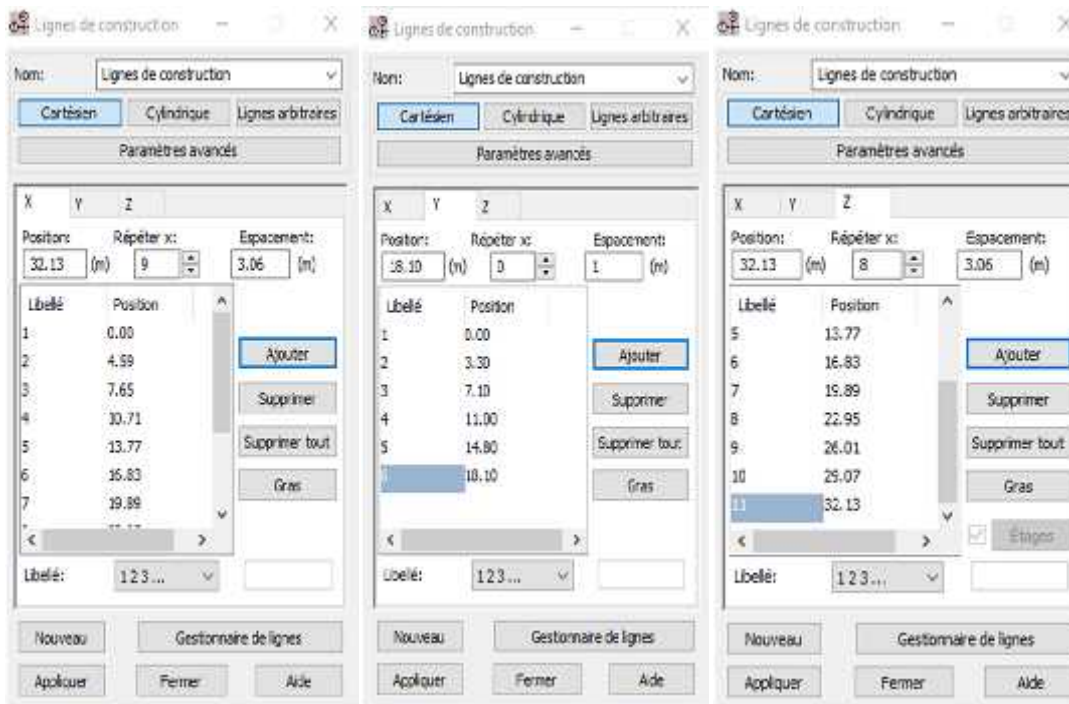 Lignes de construction
Nom: Lignes de construction
Cartésien Cylindrique Lignes arbitraires
Paramètres avancés
X Y Z
Position: Répéter x: Espacement:
32.13 (m) 9 3.06 (m)
Libellé Position
1 0.00
2 4.59
3 7.65
4 10.71
5 13.77
6 16.83
7 19.89
Ajouter
Supprimer
Supprimer tout
Gras
Libellé: 1 2 3 ...
Nouveau Gestionnaire de lignes
Appliquer Fermer Aide
Lignes de construction
Nom: Lignes de construction
Cartésien Cylindrique Lignes arbitraires
Paramètres avancés
X Y Z
Position: Répéter x: Espacement:
18.10 (m) 0 1 (m)
Libellé Position
1 0.00
2 3.30
3 7.10
4 11.00
5 14.80
18.10
Ajouter
Supprimer
Supprimer tout
Gras
Libellé: 1 2 3 ...
Nouveau Gestionnaire de lignes
Appliquer Fermer Aide
Lignes de construction
Nom: Lignes de construction
Cartésien Cylindrique Lignes arbitraires
Paramètres avancés
X Y Z
Position: Répéter x: Espacement:
32.13 (m) 8 3.06 (m)
Libellé Position
5 13.77
6 16.83
7 19.89
8 22.95
9 26.01
10 29.07
11 32.13
Ajouter
Supprimer
Supprimer tout
Gras
Étages
Libellé: 1 2 3 ...
Nouveau Gestionnaire de lignes
Appliquer Fermer Aide